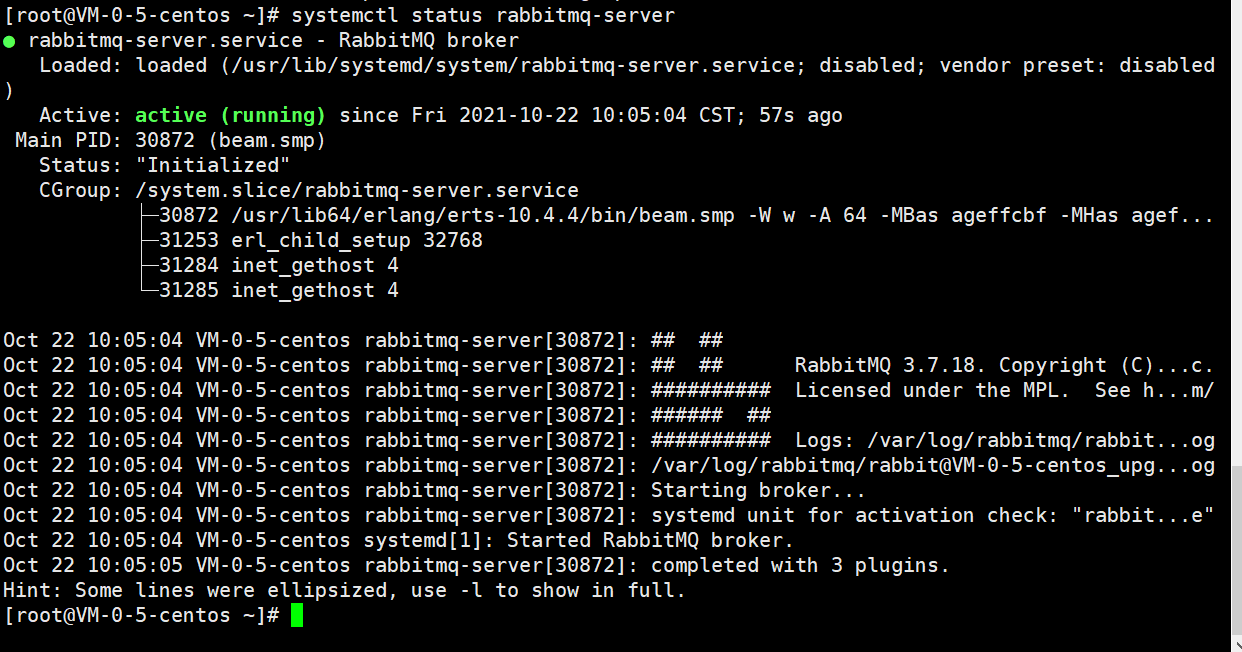 [root@VM-0-5-centos ~]# systemctl status rabbitmq-server
● rabbitmq-server.service - RabbitMQ broker
   Loaded: loaded (/usr/lib/systemd/system/rabbitmq-server.service; disabled; vendor preset: disabled
)
   Active: active (running) since Fri 2021-10-22 10:05:04 CST; 57s ago
 Main PID: 30872 (beam.smp)
   Status: "Initialized"
   CGroup: /system.slice/rabbitmq-server.service
           ├─30872 /usr/lib64/erlang/erts-10.4.4/bin/beam.smp -W w -A 64 -MBas ageffcbf -MHas agef...
           ├─31253 erl_child_setup 32768
           ├─31284 inet_gethost 4
           └─31285 inet_gethost 4

Oct 22 10:05:04 VM-0-5-centos rabbitmq-server[30872]: ##  ##
Oct 22 10:05:04 VM-0-5-centos rabbitmq-server[30872]: ##  ##      RabbitMQ 3.7.18. Copyright (C)...c.
Oct 22 10:05:04 VM-0-5-centos rabbitmq-server[30872]: ##########  Licensed under the MPL.  See h...m/
Oct 22 10:05:04 VM-0-5-centos rabbitmq-server[30872]: ######  ##
Oct 22 10:05:04 VM-0-5-centos rabbitmq-server[30872]: ##########  Logs: /var/log/rabbitmq/rabbit...og
Oct 22 10:05:04 VM-0-5-centos rabbitmq-server[30872]: /var/log/rabbitmq/rabbit@VM-0-5-centos_upg...og
Oct 22 10:05:04 VM-0-5-centos rabbitmq-server[30872]: Starting broker...
Oct 22 10:05:04 VM-0-5-centos rabbitmq-server[30872]: systemd unit for activation check: "rabbit...e"
Oct 22 10:05:04 VM-0-5-centos systemd[1]: Started RabbitMQ broker.
Oct 22 10:05:05 VM-0-5-centos rabbitmq-server[30872]: completed with 3 plugins.
Hint: Some lines were ellipsized, use -l to show in full.
[root@VM-0-5-centos ~]#